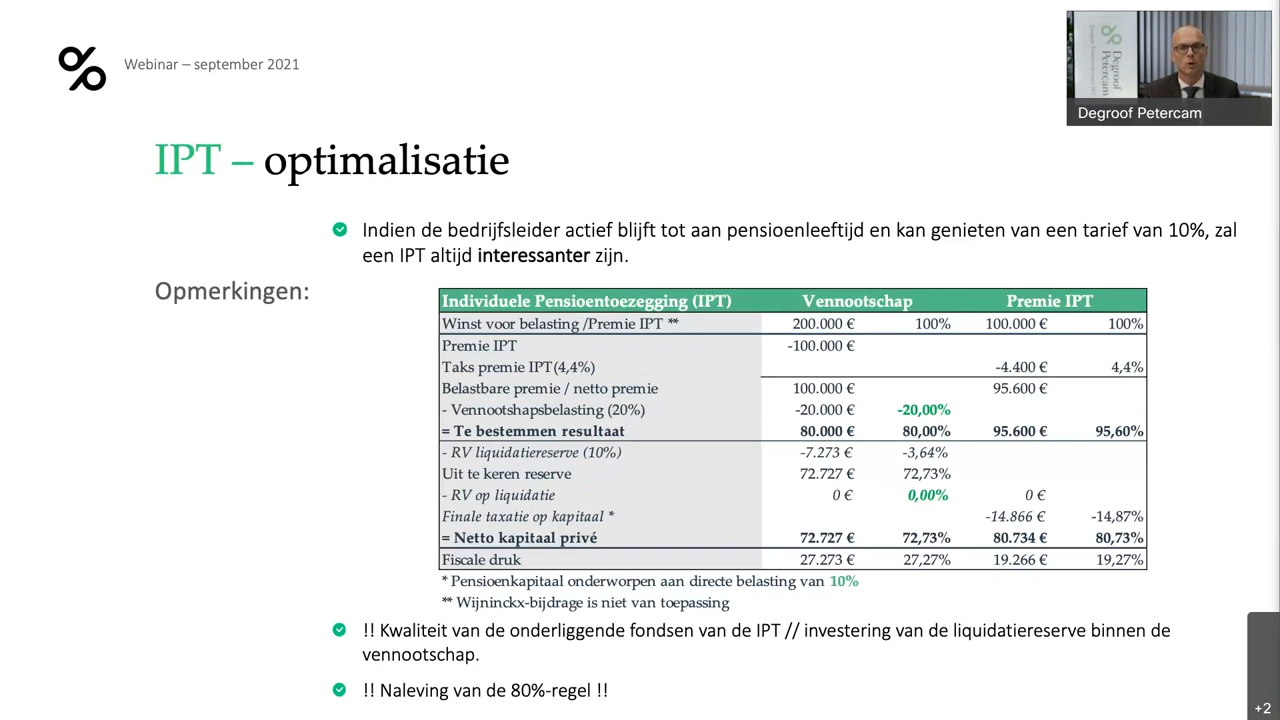 Webinar – september 2021
Degroof
Petercam
Degroof Petercam
IPT – optimalisatie
Indien de bedrijfsleider actief blijft tot aan pensioenleeftijd en kan genieten van een tarief van 10%, zal
een IPT altijd interessanter zijn.
Opmerkingen:
Individuele Pensioentoezegging (IPT) Vennootschap Premie IPT
Winst voor belasting /Premie IPT ** 200.000 € 100% 100.000 € 100%
Premie IPT -100.000 €
Taks premie IPT(4,4%) -4.400 € 4,4%
Belastbare premie / netto premie 100.000 € 95.600 €
- Vennootshapsbelasting (20%) -20.000 € -20,00%
= Te bestemmen resultaat 80.000 € 80,00% 95.600 € 95,60%
- RV liquidatiereserve (10%) -7.273 € -3,64%
Uit te keren reserve 72.727 € 72,73%
- RV op liquidatie 0 € 0,00% 0 €
Finale taxatie op kapitaal * -14.866 € -14,87%
= Netto kapitaal privé 72.727 € 72,73% 80.734 € 80,73%
Fiscale druk 27.273 € 27,27% 19.266 € 19,27%
* Pensioenkapitaal onderworpen aan directe belasting van 10%
** Wijninckx-bijdrage is niet van toepassing
!! Kwaliteit van de onderliggende fondsen van de IPT // investering van de liquidatiereserve binnen de
vennootschap.
!! Naleving van de 80%-regel !!
+2